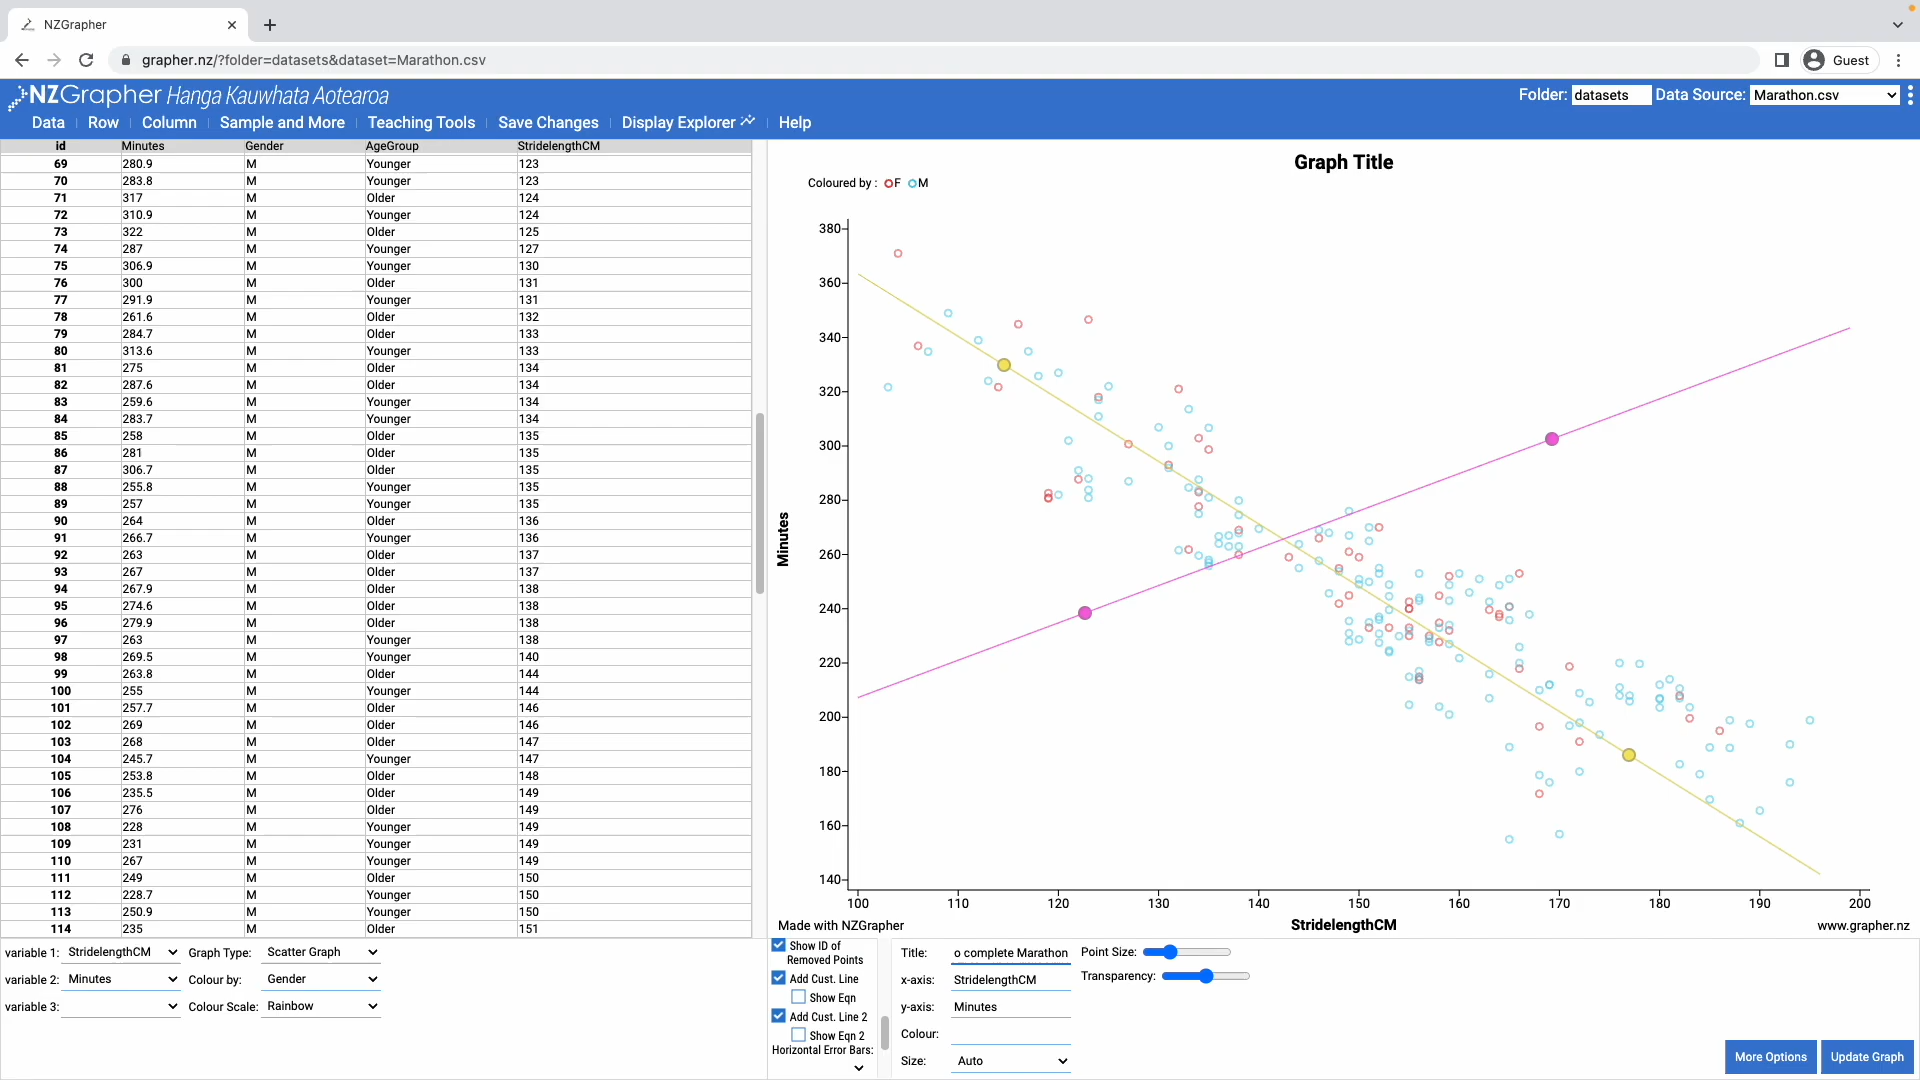 NZGrapher
grapher.nz/?folder=datasets&dataset=Marathon.csv
Guest
NZGrapher Hanga Kauwhata Aotearoa
Folder: datasets Data Source: Marathon.csv
Data Row Column Sample and More Teaching Tools Save Changes Display Explorer Help
id Minutes Gender AgeGroup StridelengthCM
69 280.9 M Younger 123
70 283.8 M Younger 123
71 317 M Older 124
72 310.9 M Younger 124
73 322 M Older 125
74 287 M Younger 127
75 306.9 M Younger 130
76 300 M Older 131
77 291.9 M Younger 131
78 261.6 M Older 132
79 284.7 M Older 133
80 313.6 M Younger 133
81 275 M Older 134
82 287.6 M Older 134
83 259.6 M Younger 134
84 283.7 M Younger 134
85 258 M Older 135
86 281 M Older 135
87 306.7 M Older 135
88 255.8 M Younger 135
89 257 M Younger 135
90 264 M Older 136
91 266.7 M Younger 136
92 263 M Older 137
93 267 M Older 137
94 267.9 M Older 138
95 274.6 M Older 138
96 279.9 M Older 138
97 263 M Younger 138
98 269.5 M Younger 140
99 263.8 M Older 144
100 255 M Younger 144
101 257.7 M Older 146
102 269 M Older 146
103 268 M Older 147
104 245.7 M Younger 147
105 253.8 M Older 148
106 235.5 M Older 149
107 276 M Older 149
108 228 M Younger 149
109 231 M Younger 149
110 267 M Younger 149
111 249 M Older 150
112 228.7 M Younger 150
113 250.9 M Younger 150
114 235 M Older 151
Graph Title
Coloured by : F M
380
360
340
320
300
280
260
240
220
200
180
160
140
Minutes
100 110 120 130 140 150 160 170 180 190 200
StridelengthCM
Made with NZGrapher
www.grapher.nz
variable 1: StridelengthCM Graph Type: Scatter Graph
variable 2: Minutes Colour by: Gender
variable 3: Colour Scale: Rainbow
Show ID of
Removed Points
Add Cust. Line
Show Eqn
Add Cust. Line 2
Show Eqn 2
Horizontal Error Bars:
Title: o complete Marathon
x-axis: StridelengthCM
y-axis: Minutes
Colour:
Size: Auto
Point Size:
Transparency:
More Options Update Graph